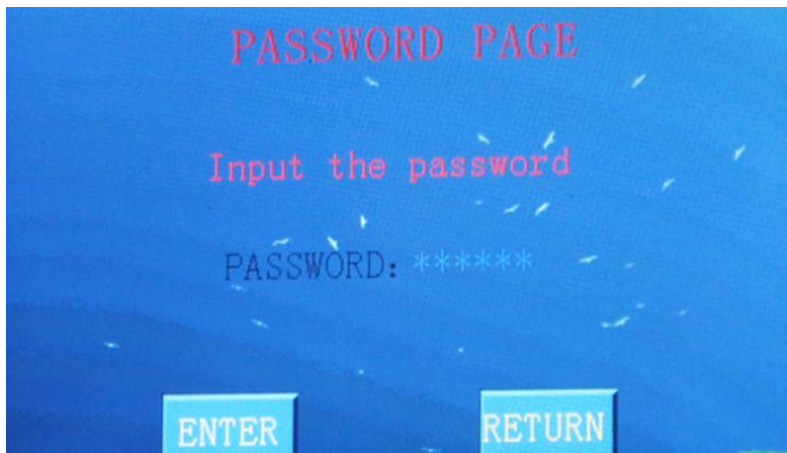 PASSWORD PAGE
Input the password
PASSWORD: ******
ENTER
RETURN